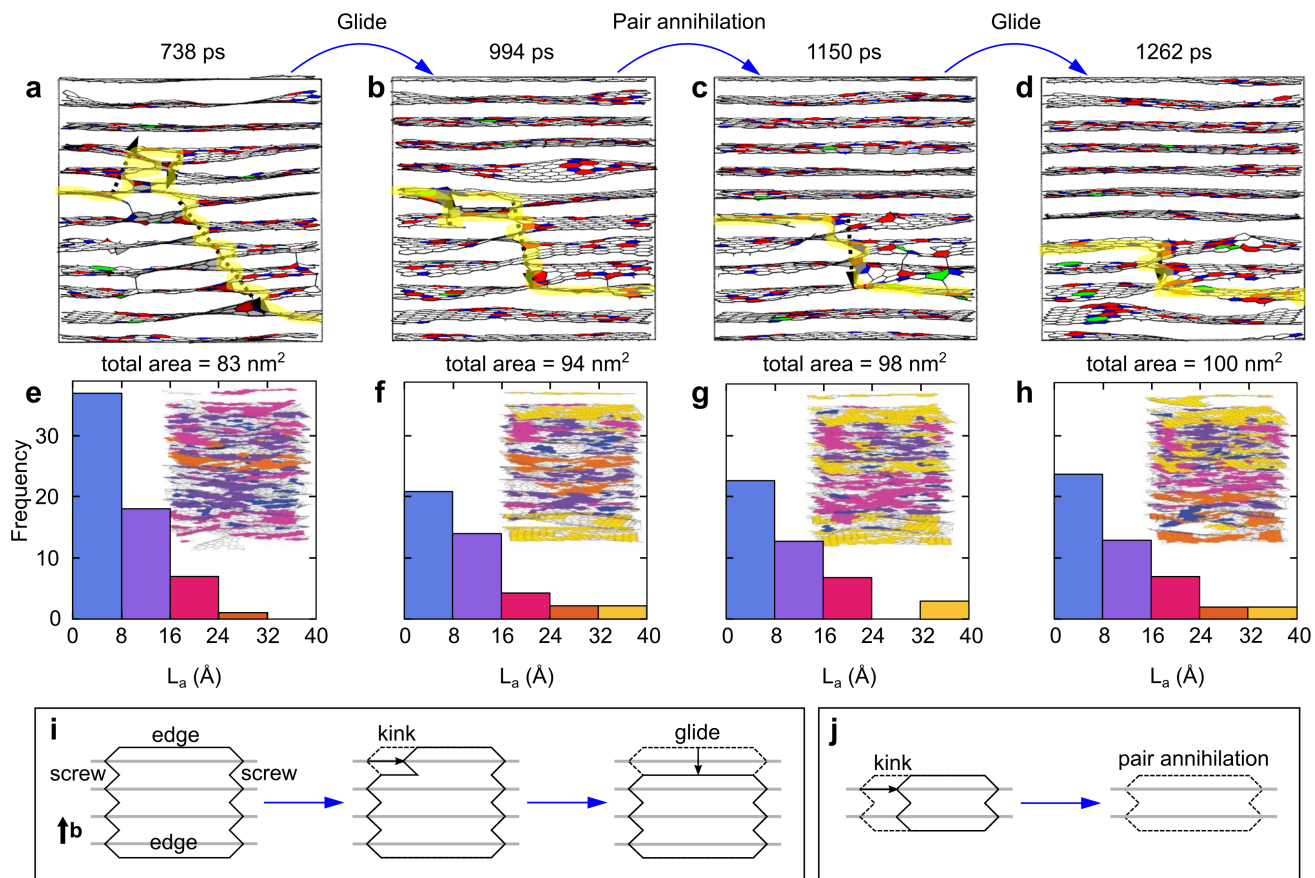 Glide Pair annihilation Glide
738 ps 994 ps 1150 ps 1262 ps
a b c d
total area = 83 nm² total area = 94 nm² total area = 98 nm² total area = 100 nm²
e f g h
30
20
10
0
Frequency
0 8 16 24 32 40 0 8 16 24 32 40 0 8 16 24 32 40 0 8 16 24 32 40
Lₐ (Å) Lₐ (Å) Lₐ (Å) Lₐ (Å)
i
edge kink glide
screw screw
b
edge
j
kink pair annihilation